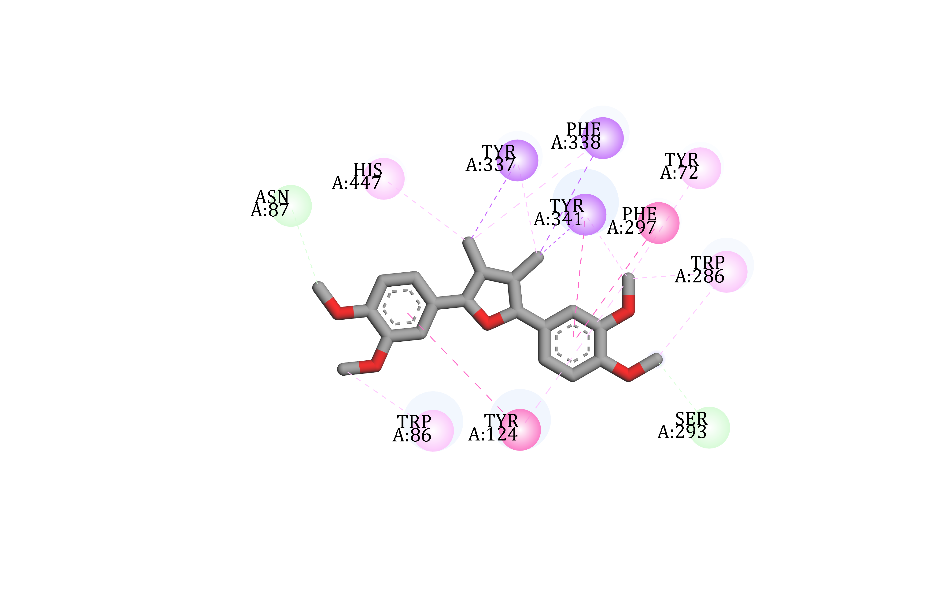 PHE
A:338
TYR
A:337
TYR
A:72
HIS
A:447
ASN
A:87
TYR
A:341
PHE
A:297
TRP
A:286
TRP
A:86
TYR
A:124
SER
A:293